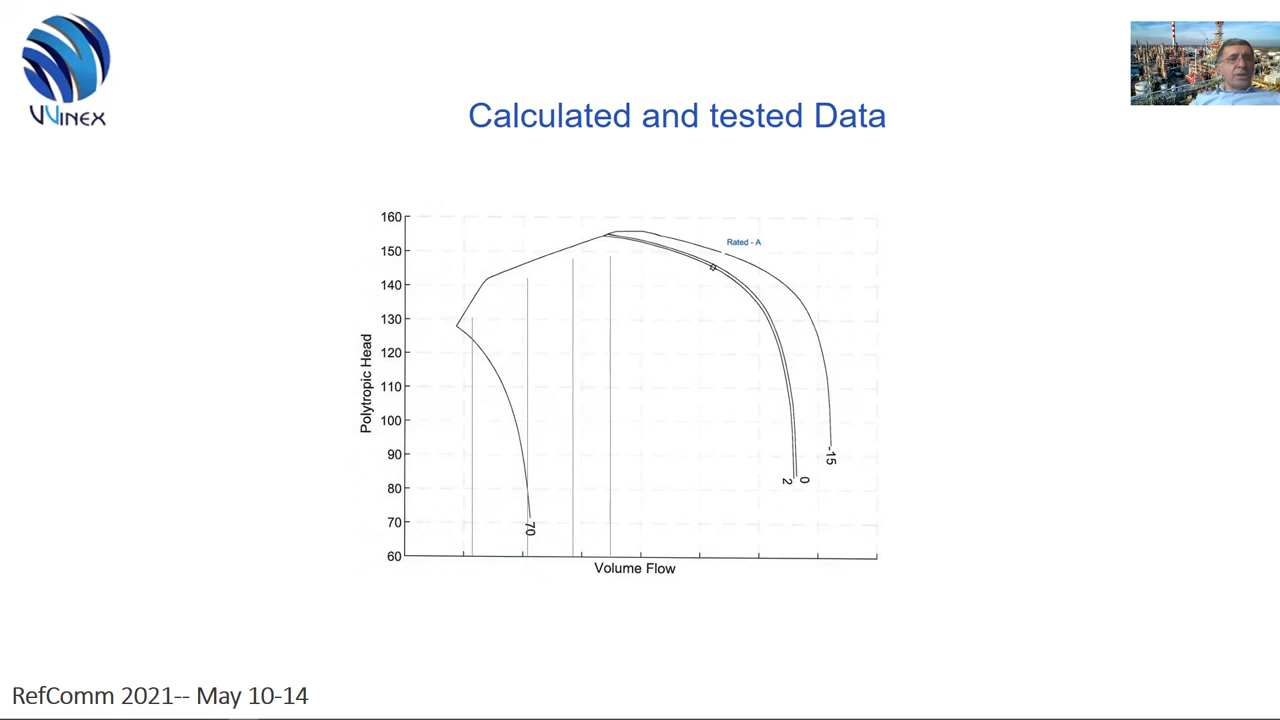 VVINEX
Calculated and tested Data
160
150
140
130
120
110
100
90
80
70
60
Polytropic Head
Rated - A
-15
0
2
70
Volume Flow
RefComm 2021-- May 10-14